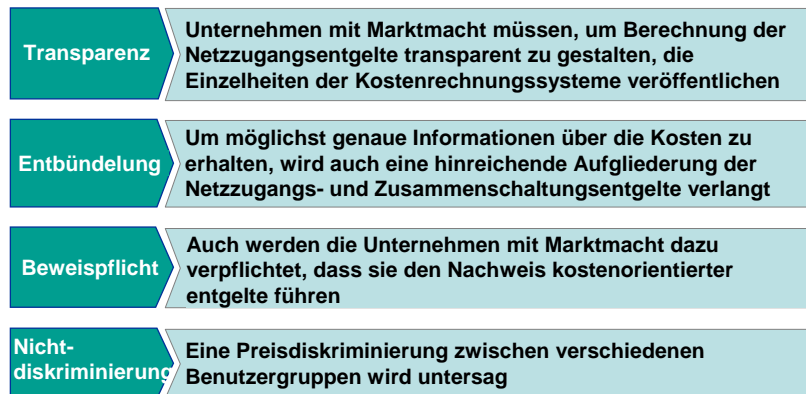 Transparenz
Unternehmen mit Marktmacht müssen, um Berechnung der
Netzzugangsentgelte transparent zu gestalten, die
Einzelheiten der Kostenrechnungssysteme veröffentlichen
Entbündelung
Um möglichst genaue Informationen über die Kosten zu
erhalten, wird auch eine hinreichende Aufgliederung der
Netzzugangs- und Zusammenschaltungsentgelte verlangt
Beweispflicht
Auch werden die Unternehmen mit Marktmacht dazu
verpflichtet, dass sie den Nachweis kostenorientierter
entgelte führen
Nicht-
diskriminierung
Eine Preisdiskriminierung zwischen verschiedenen
Benutzergruppen wird untersag